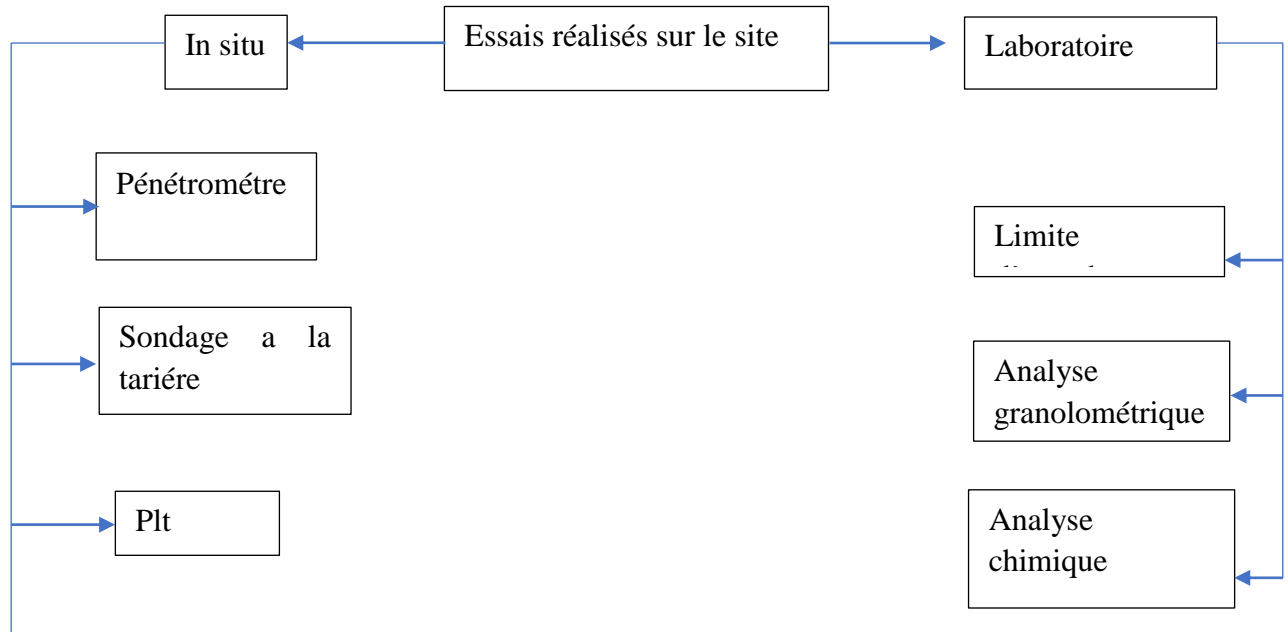 In situ
Essais réalisés sur le site
Laboratoire
Pénétrométre
Sondage a la
tariére
Plt
Limite
Analyse
granolométrique
Analyse
chimique